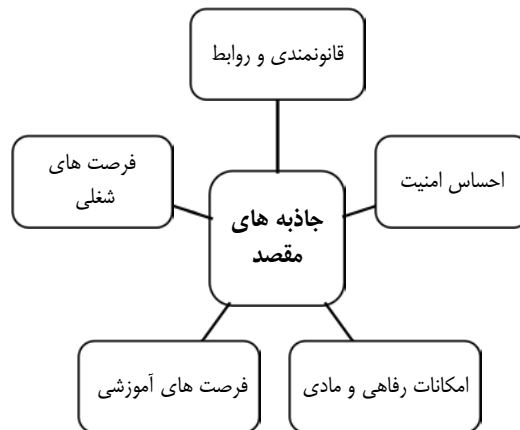 قانونمندی و روابط
احساس امنیت
فرصت های
شغلی
جاذبه های
مقصد
امکانات رفاهی و مادی
فرصت های آموزشی